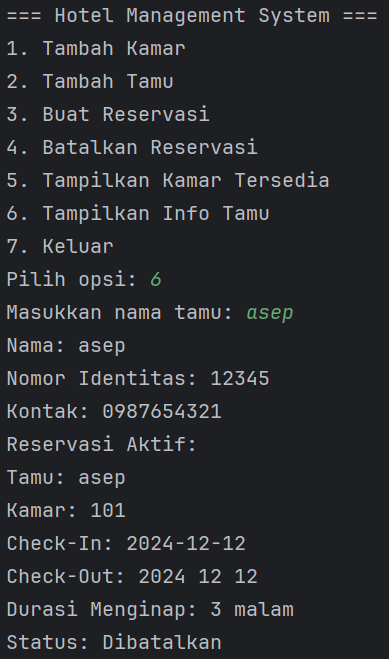 === Hotel Management System ===
1. Tambah Kamar
2. Tambah Tamu
3. Buat Reservasi
4. Batalkan Reservasi
5. Tampilkan Kamar Tersedia
6. Tampilkan Info Tamu
7. Keluar
Pilih opsi: 6
Masukkan nama tamu: asep
Nama: asep
Nomor Identitas: 12345
Kontak: 0987654321
Reservasi Aktif:
Tamu: asep
Kamar: 101
Check-In: 2024-12-12
Check-Out: 2024 12 12
Durasi Menginap: 3 malam
Status: Dibatalkan